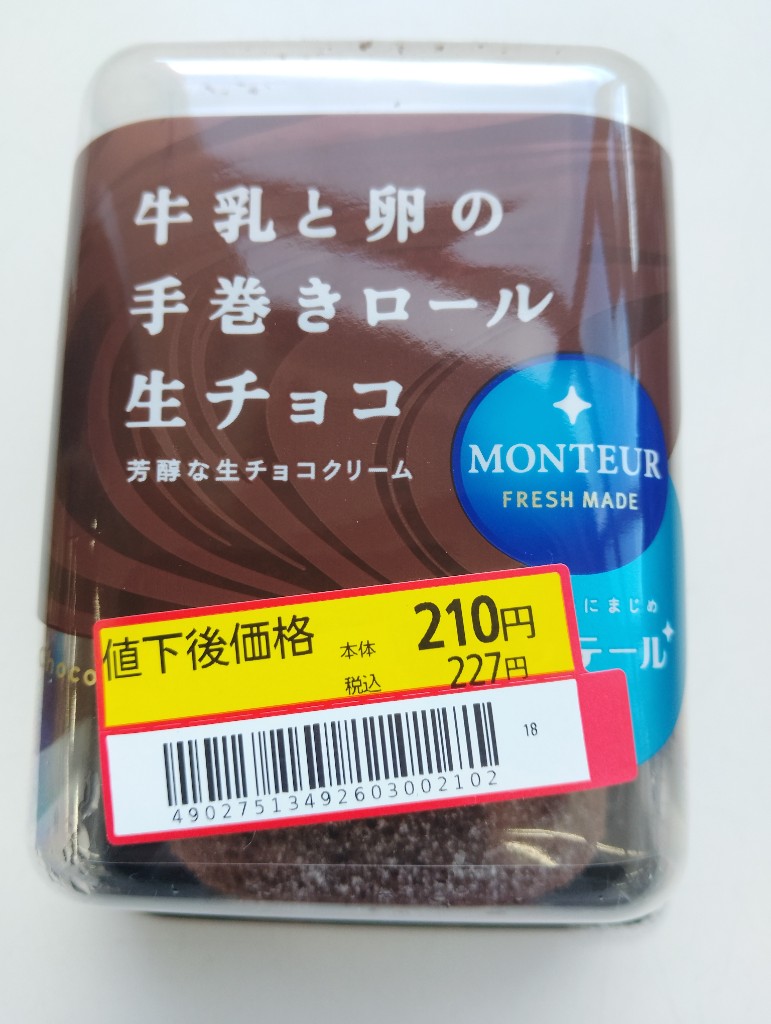 牛乳と卵の
手巻きロール
生チョコ
芳醇な生チョコクリーム
MONTEUR
FRESH MADE
にまじめ
テール
Choco
値下後価格
本体 210円
税込 227円
18
49027513492603002102